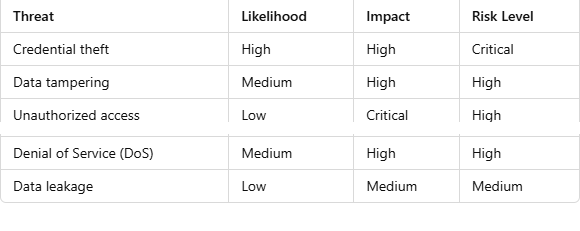 Threat Likelihood Impact Risk Level
Credential theft High High Critical
Data tampering Medium High High
Unauthorized access Low Critical High
Denial of Service (DoS) Medium High High
Data leakage Low Medium Medium